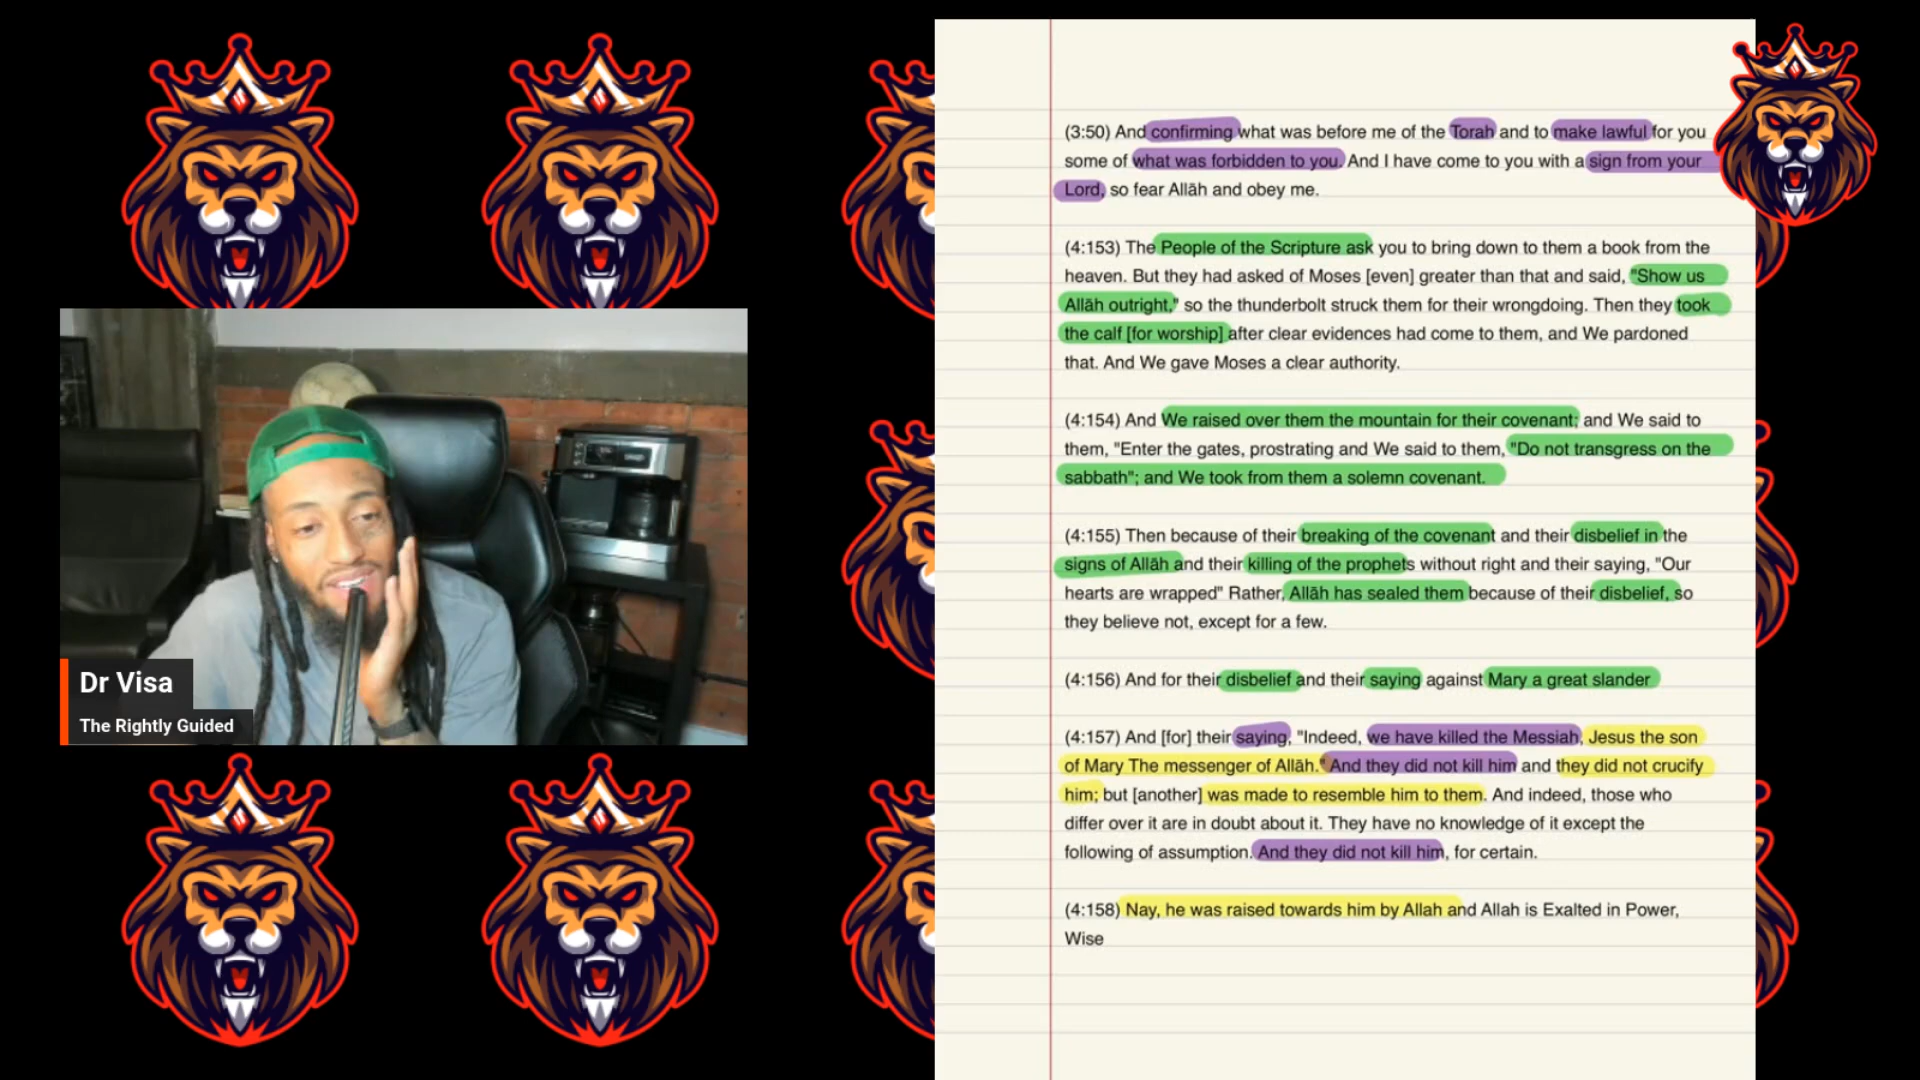 (3:50) And confirming what was before me of the Torah and to make lawful for you
some of what was forbidden to you. And I have come to you with a sign from your
Lord, so fear Allāh and obey me.
(4:153) The People of the Scripture ask you to bring down to them a book from the
heaven. But they had asked of Moses [even] greater than that and said, "Show us
Allāh outright," so the thunderbolt struck them for their wrongdoing. Then they took
the calf [for worship] after clear evidences had come to them, and We pardoned
that. And We gave Moses a clear authority.
(4:154) And We raised over them the mountain for their covenant; and We said to
them, "Enter the gates, prostrating and We said to them, "Do not transgress on the
sabbath"; and We took from them a solemn covenant.
(4:155) Then because of their breaking of the covenant and their disbelief in the
signs of Allāh and their killing of the prophets without right and their saying, "Our
hearts are wrapped" Rather, Allāh has sealed them because of their disbelief, so
they believe not, except for a few.
(4:156) And for their disbelief and their saying against Mary a great slander
(4:157) And [for] their saying, "Indeed, we have killed the Messiah, Jesus the son
of Mary The messenger of Allāh." And they did not kill him and they did not crucify
him; but [another] was made to resemble him to them. And indeed, those who
differ over it are in doubt about it. They have no knowledge of it except the
following of assumption. And they did not kill him, for certain.
(4:158) Nay, he was raised towards him by Allah and Allah is Exalted in Power,
Wise
Dr Visa
The Rightly Guided